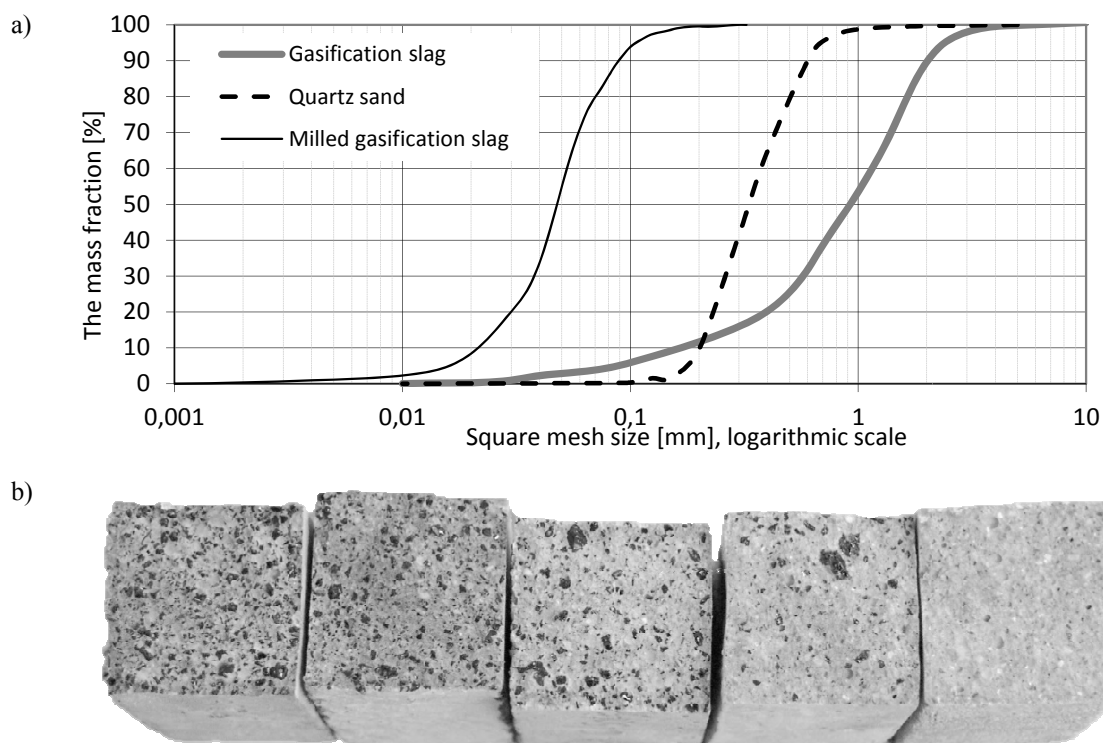 a)
The mass fraction [%]
100
90
80
70
60
50
40
30
20
10
0
Gasification slag
Quartz sand
Milled gasification slag
0,001 0,01 0,1 1 10
Square mesh size [mm], logarithmic scale
b)